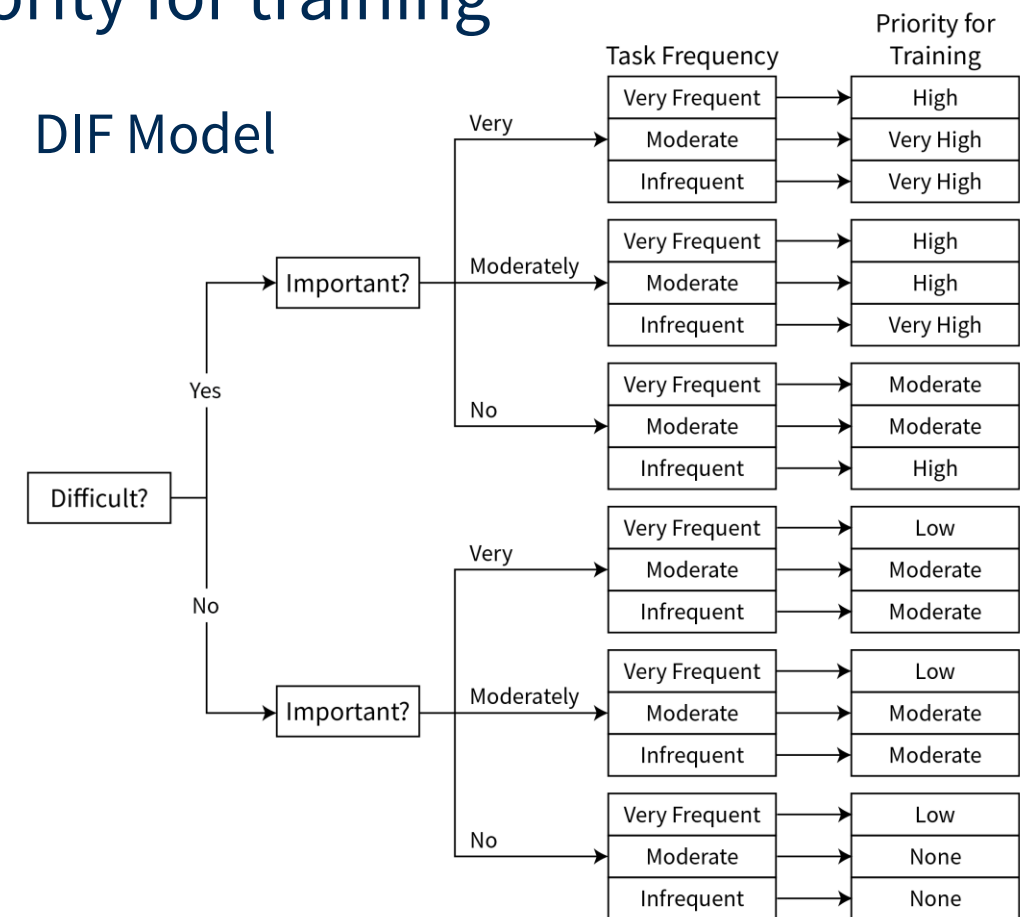 ority for training
DIF Model
Task Frequency
Priority for
Training
Difficult?
Yes
No
Important?
Very
Very Frequent
High
Moderate
Very High
Infrequent
Very High
Moderately
Very Frequent
High
Moderate
High
Infrequent
Very High
No
Very Frequent
Moderate
Moderate
Moderate
Infrequent
High
Important?
Very
Very Frequent
Low
Moderate
Moderate
Infrequent
Moderate
Moderately
Very Frequent
Low
Moderate
Moderate
Infrequent
Moderate
No
Very Frequent
Low
Moderate
None
Infrequent
None